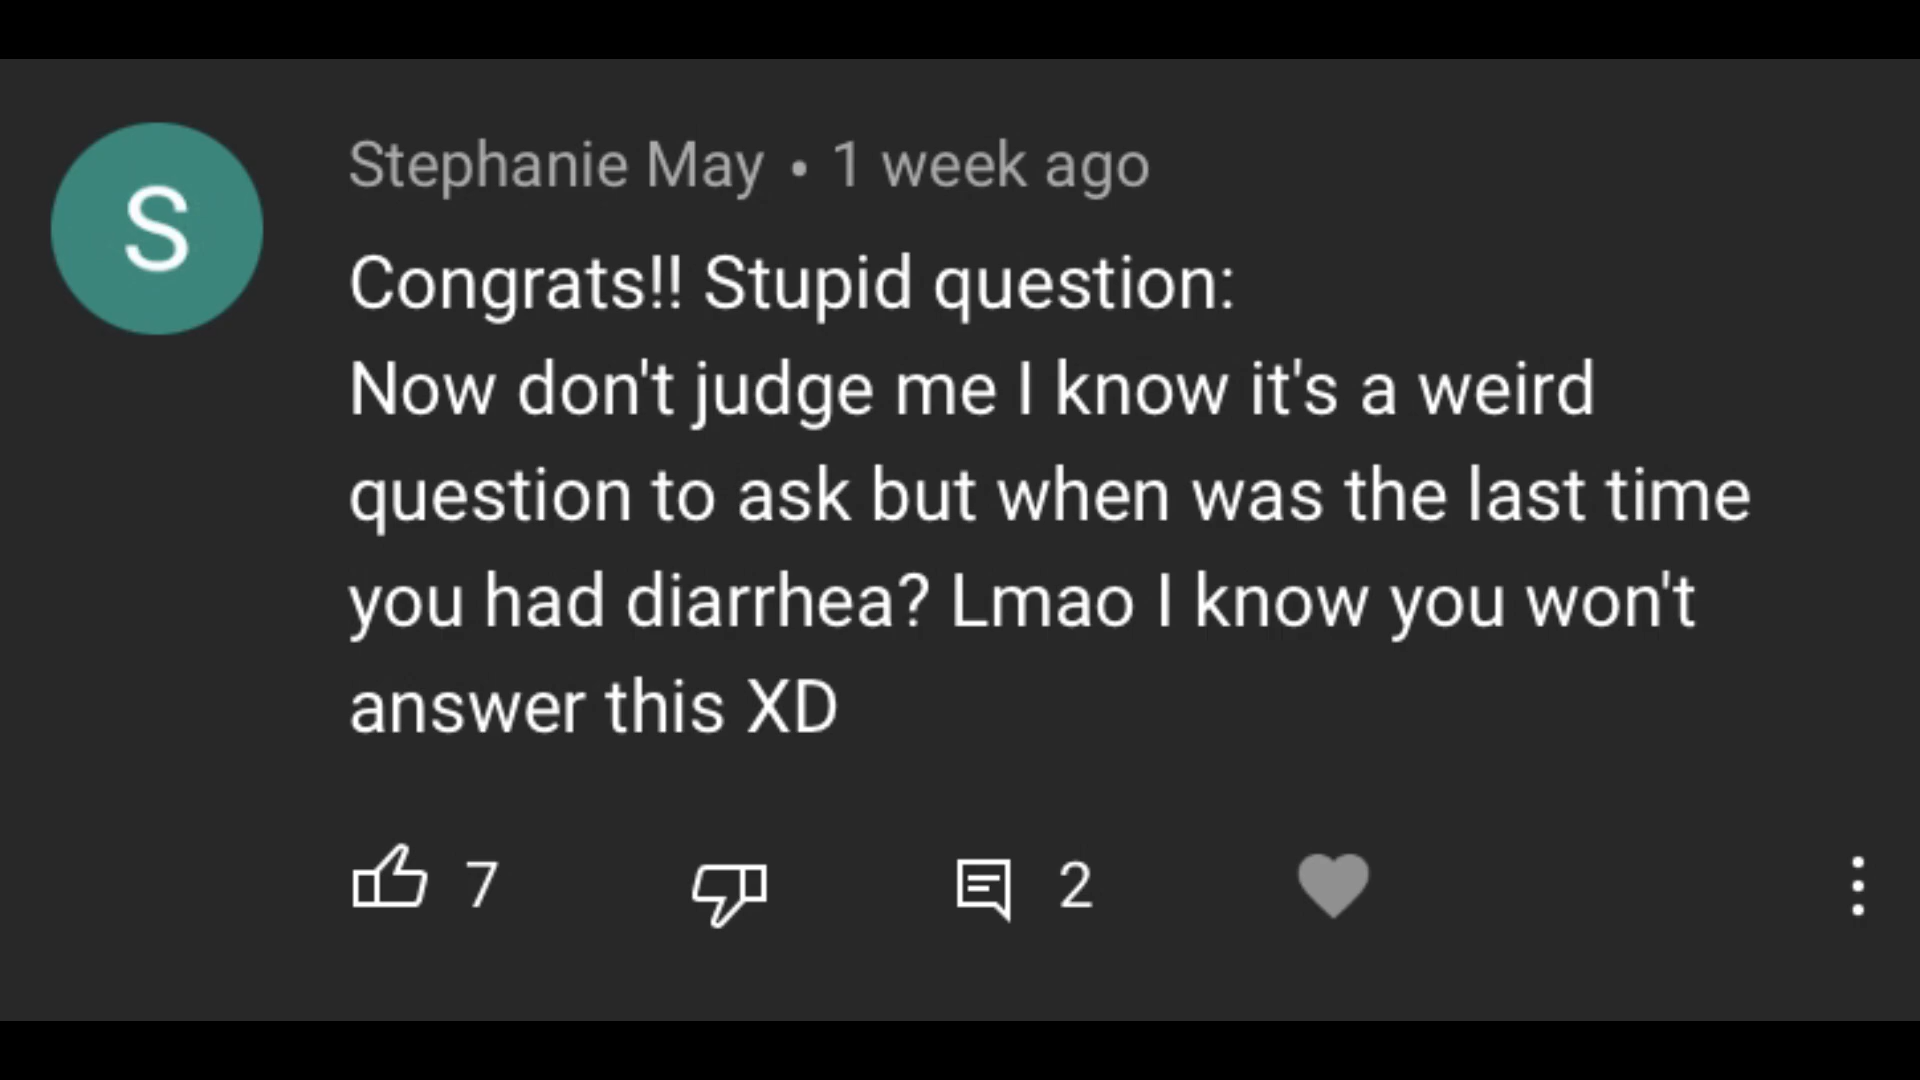 S
Stephanie May • 1 week ago
Congrats!! Stupid question:
Now don't judge me I know it's a weird
question to ask but when was the last time
you had diarrhea? Lmao I know you won't
answer this XD
7 2